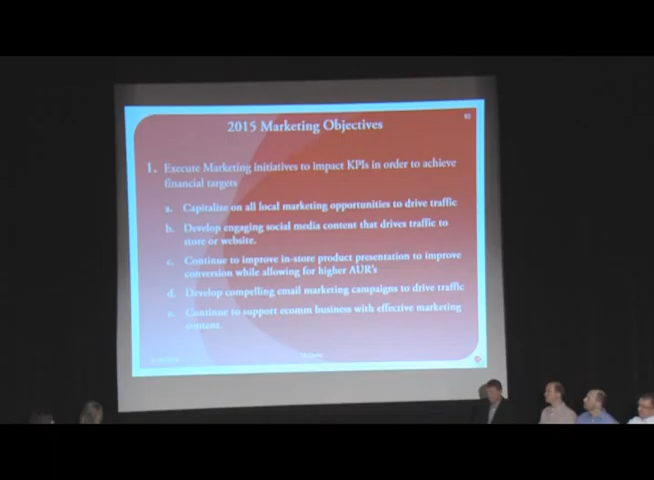 2015 Marketing Objectives
1. Execute Marketing initiatives to impact KPIs in order to achieve
financial targets
a. Capitalize on all local marketing opportunities to drive traffic
b. Develop engaging social media content that drives traffic to
store or website.
c. Continue to improve in-store product presentation to improve
conversion while allowing for higher AUR's
d. Develop compelling email marketing campaigns to drive traffic
e. Continue to support ecomm business with effective marketing
content.